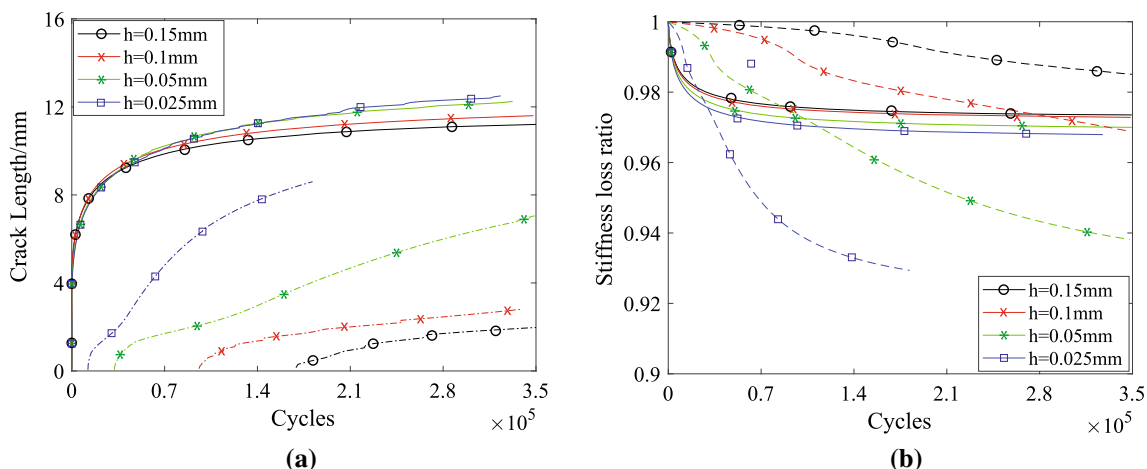 16
12
8
4
0
Crack Length/mm
h=0.15mm
h=0.1mm
h=0.05mm
h=0.025mm
0 0.7 1.4 2.1 2.8 3.5
Cycles
×10^5
(a)
1
0.98
0.96
0.94
0.92
0.9
Stiffness loss ratio
h=0.15mm
h=0.1mm
h=0.05mm
h=0.025mm
0 0.7 1.4 2.1 2.8 3.5
Cycles
×10^5
(b)